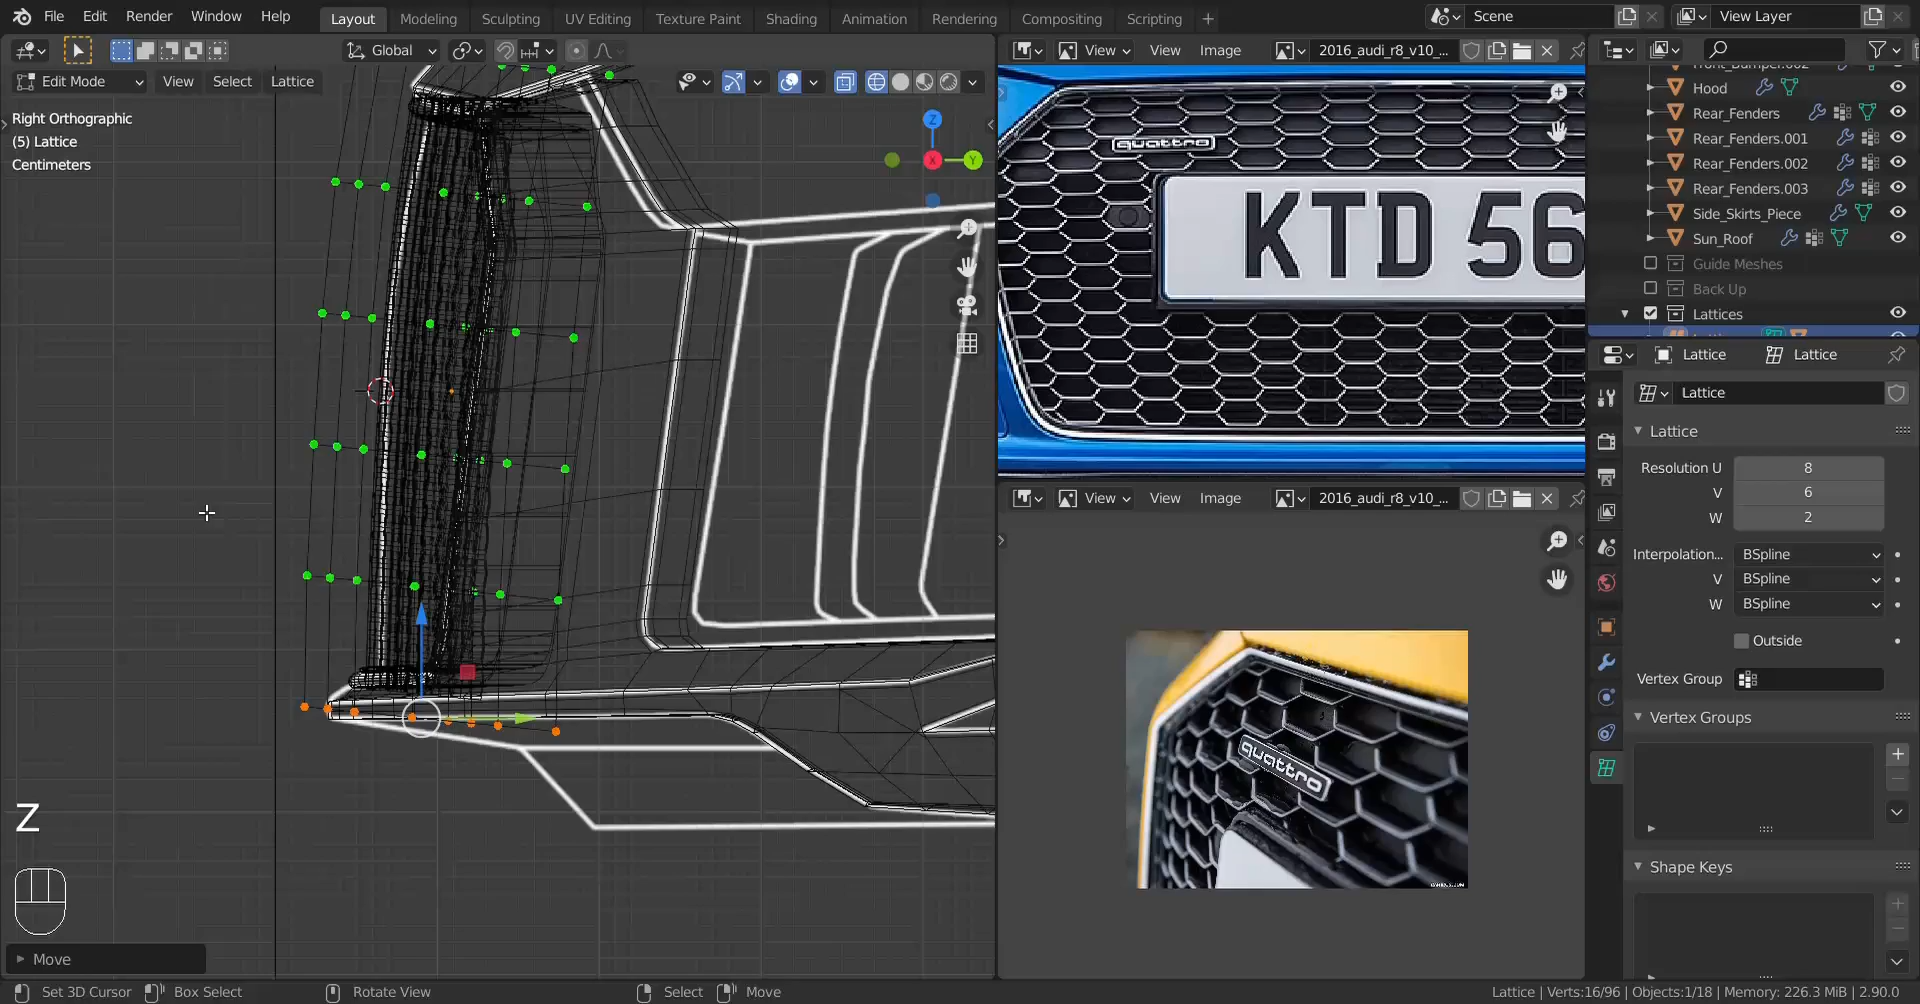 File Edit Render Window Help
Layout Modeling Sculpting UV Editing Texture Paint Shading Animation Rendering Compositing Scripting +
Scene
View Layer
Global
View View Image 2016_audi_r8_v10_...
Edit Mode View Select Lattice
Right Orthographic
(5) Lattice
Centimeters
Z
Y
X
quattro
KTD 56
Hood
Rear_Fenders
Rear_Fenders.001
Rear_Fenders.002
Rear_Fenders.003
Side_Skirts_Piece
Sun_Roof
Guide Meshes
Back Up
Lattices
Lattice Lattice
Lattice
Lattice
Resolution U 8
V 6
W 2
Interpolation... BSpline
V BSpline
W BSpline
Outside
Vertex Group
Vertex Groups
Shape Keys
View View Image 2016_audi_r8_v10_...
quattro
Z
Move
Set 3D Cursor Box Select Rotate View Select Move
Lattice | Verts:16/96 | Objects:1/18 | Memory: 226.3 MiB | 2.90.0